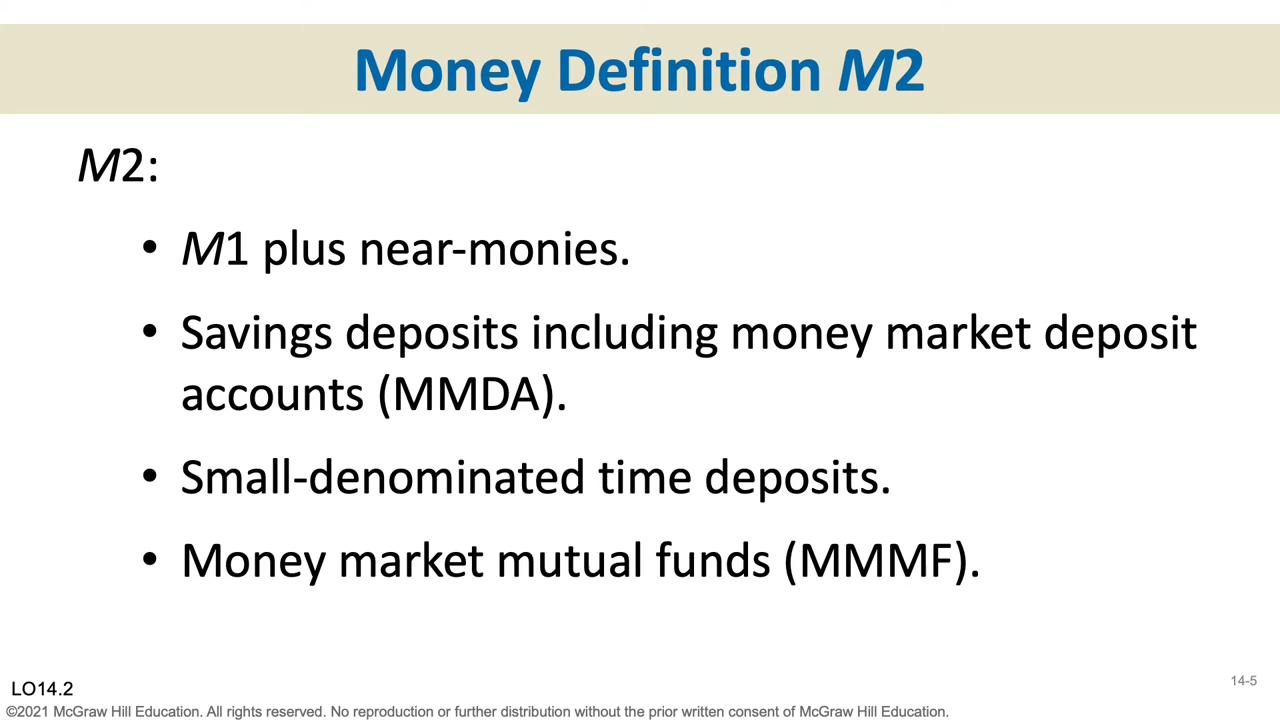 Money Definition M2
M2:
• M1 plus near-monies.
• Savings deposits including money market deposit
accounts (MMDA).
• Small-denominated time deposits.
• Money market mutual funds (MMMF).
LO14.2
14-5
©2021 McGraw Hill Education. All rights reserved. No reproduction or further distribution without the prior written consent of McGraw Hill Education.